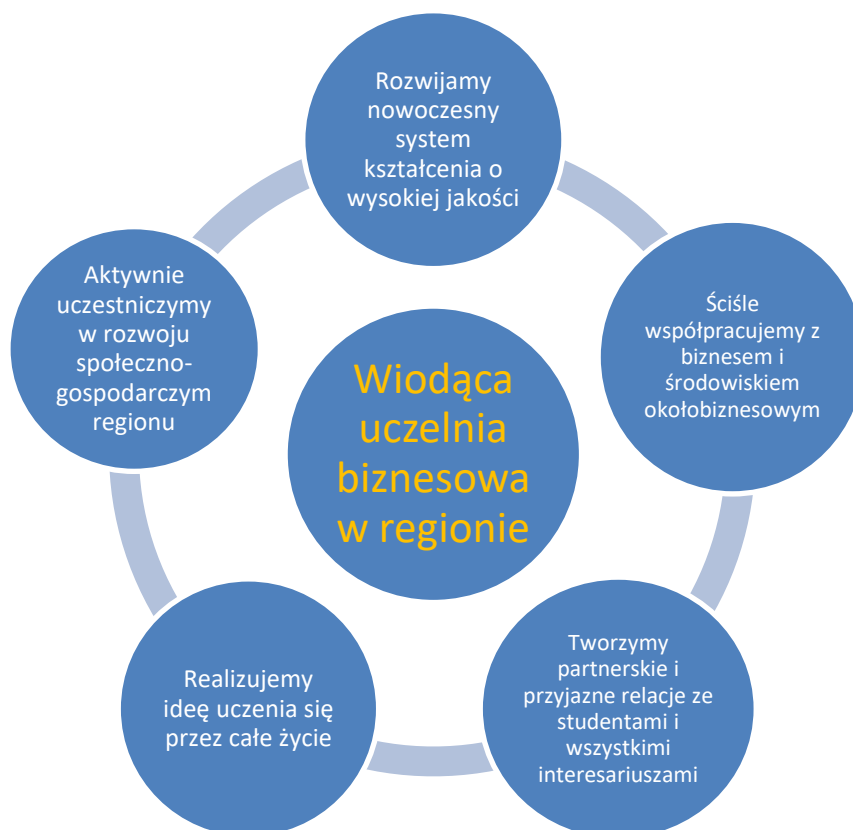 Rozwijamy
nowoczesny
system
kształcenia o
wysokiej jakości
Ściśle
współpracujemy z
biznesem i
środowiskiem
okołobiznesowym
Tworzymy
partnerskie i
przyjazne relacje ze
studentami i
wszystkimi
interesariuszami
Realizujemy
ideę uczenia się
przez całe życie
Aktywnie
uczestniczymy
w rozwoju
społeczno-
gospodarczym
regionu
Wiodąca
uczelnia
biznesowa
w regionie